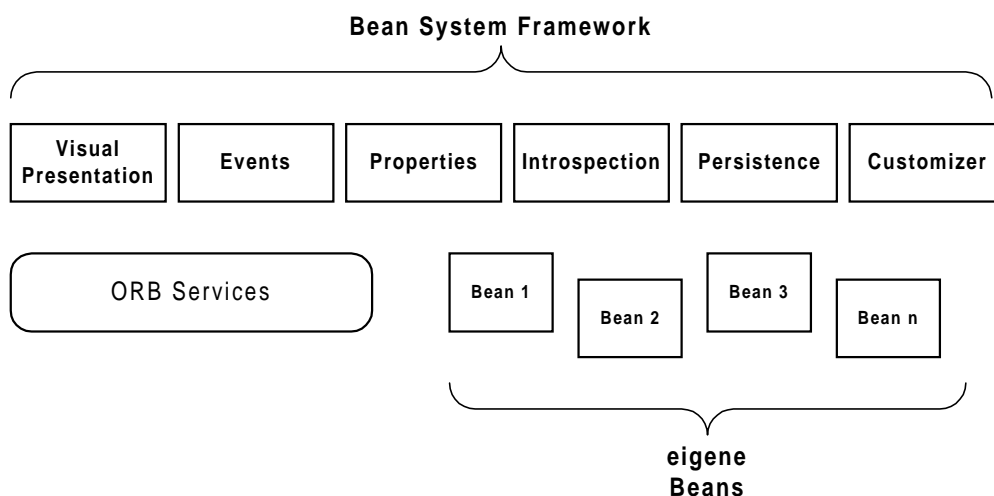 Bean System Framework
Visual
Presentation
Events
Properties
Introspection
Persistence
Customizer
ORB Services
Bean 1
Bean 2
Bean 3
Bean n
eigene
Beans